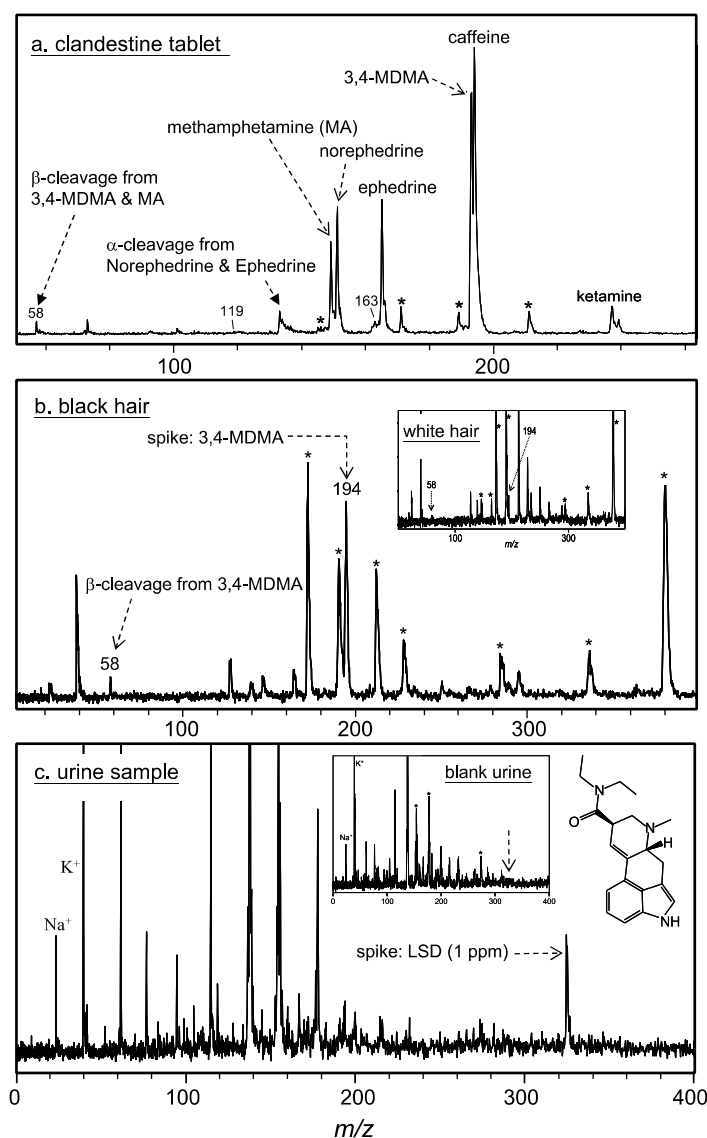 a. clandestine tablet
caffeine
3,4-MDMA
methamphetamine (MA)
norephedrine
β-cleavage from
3,4-MDMA & MA
ephedrine
α-cleavage from
Norephedrine & Ephedrine
58
119
*
163
*
*
*
ketamine
100
200
b. black hair
spike: 3,4-MDMA
*
194
*
*
*
*
*
*
β-cleavage from 3,4-MDMA
58
white hair
58
*
*
*
*
194
*
*
*
100
m/z
300
100
200
300
c. urine sample
K⁺
Na⁺
blank urine
K⁺
Na⁺
*
*
*
0
100
200
300
400
spike: LSD (1 ppm)
N
O
N
H
NH
0
100
200
300
400
m/z